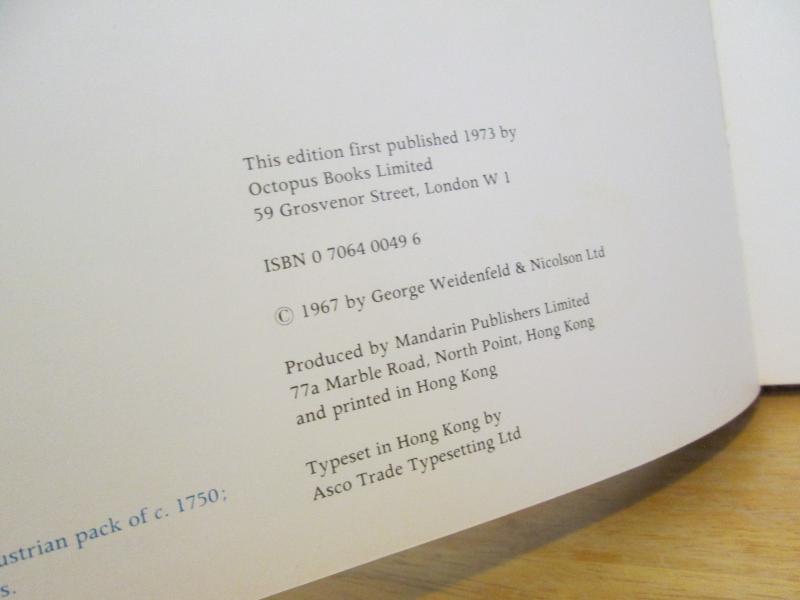 This edition first published 1973 by
Octopus Books Limited
59 Grosvenor Street, London W 1
ISBN 0 7064 0049 6
© 1967 by George Weidenfeld & Nicolson Ltd
Produced by Mandarin Publishers Limited
77a Marble Road, North Point, Hong Kong
and printed in Hong Kong
Typeset in Hong Kong by
Asco Trade Typesetting Ltd
ustrian pack of c. 1750;
s.